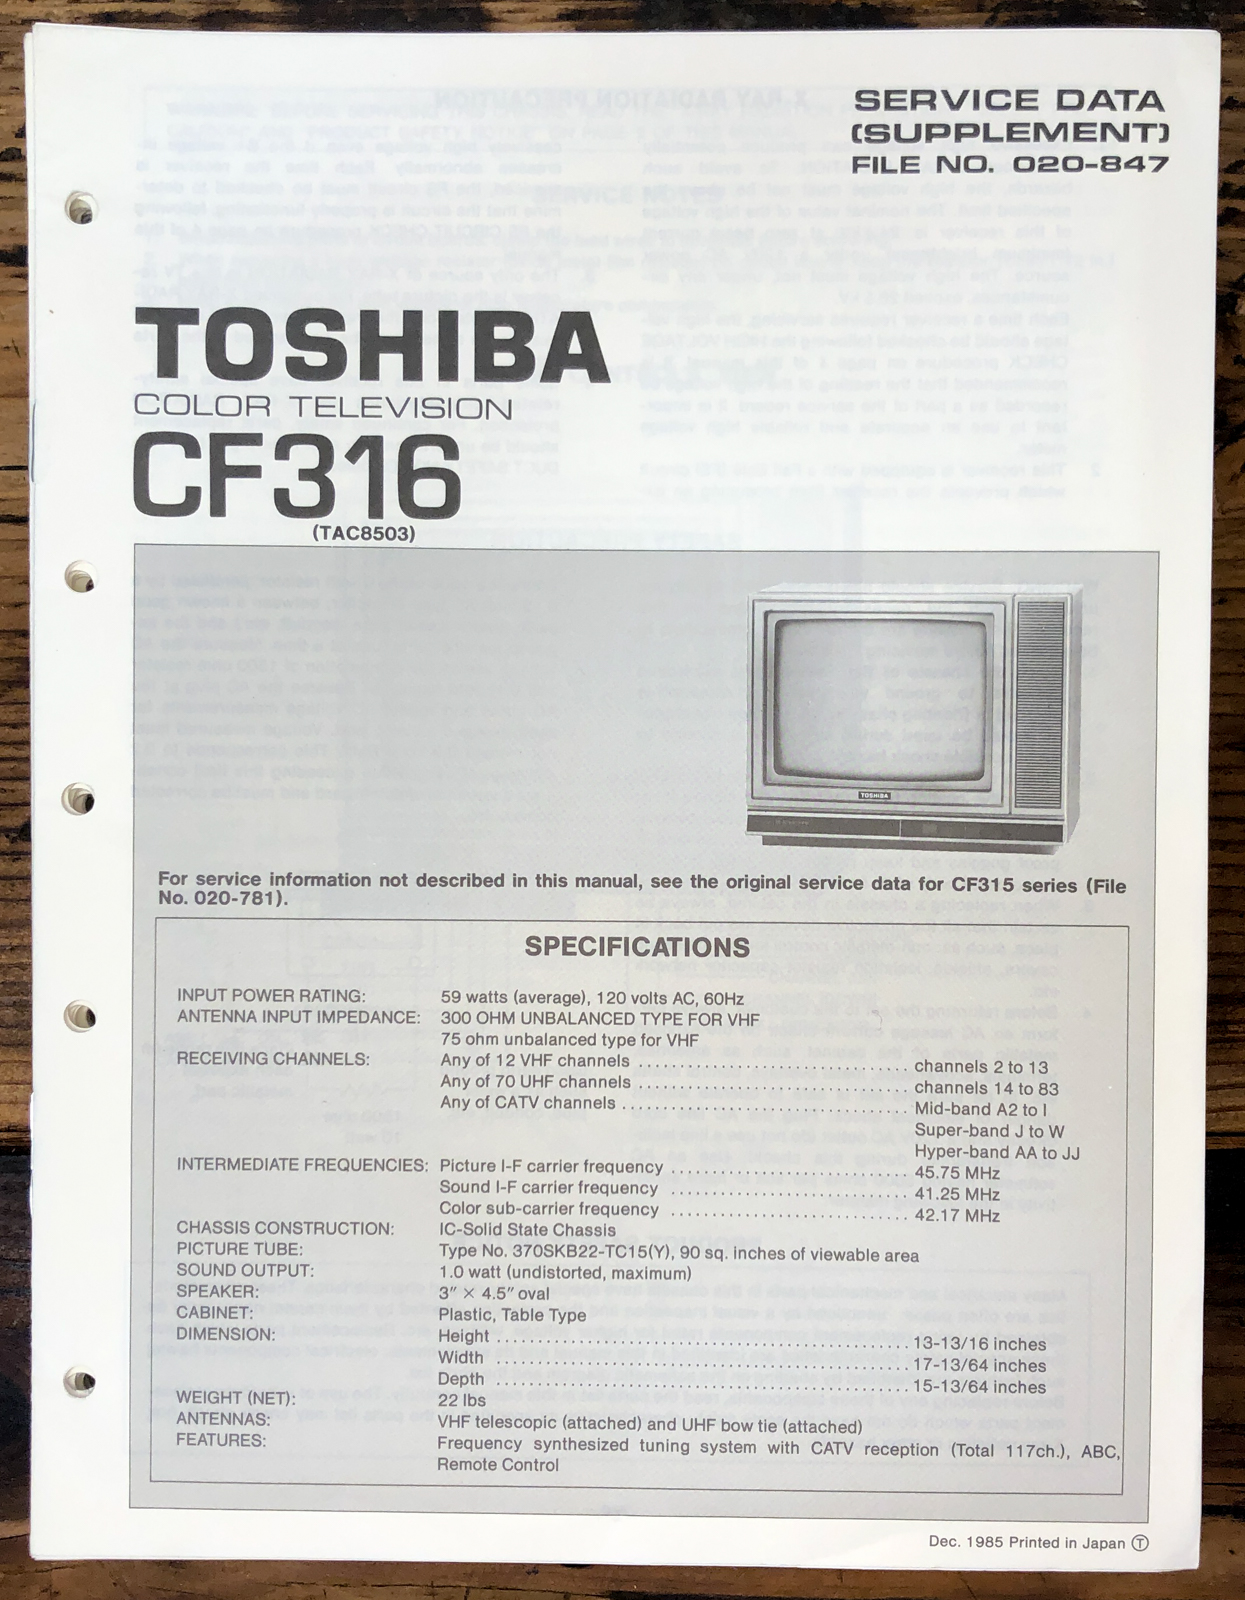 SERVICE DATA
(SUPPLEMENT)
FILE NO. 020-847
TOSHIBA
COLOR TELEVISION
CF316
(TAC8503)
TOSHIBA
For service information not described in this manual, see the original service data for CF315 series (File
No. 020-781).
SPECIFICATIONS
INPUT POWER RATING: 59 watts (average), 120 volts AC, 60Hz
ANTENNA INPUT IMPEDANCE: 300 OHM UNBALANCED TYPE FOR VHF
75 ohm unbalanced type for VHF
RECEIVING CHANNELS: Any of 12 VHF channels channels 2 to 13
Any of 70 UHF channels channels 14 to 83
Any of CATV channels Mid-band A2 to I
Super-band J to W
Hyper-band AA to JJ
INTERMEDIATE FREQUENCIES: Picture I-F carrier frequency 45.75 MHz
Sound I-F carrier frequency 41.25 MHz
Color sub-carrier frequency 42.17 MHz
CHASSIS CONSTRUCTION: IC-Solid State Chassis
PICTURE TUBE: Type No. 370SKB22-TC15(Y), 90 sq. inches of viewable area
SOUND OUTPUT: 1.0 watt (undistorted, maximum)
SPEAKER: 3″ × 4.5″ oval
CABINET: Plastic, Table Type
DIMENSION: Height 13-13/16 inches
Width 17-13/64 inches
Depth 15-13/64 inches
WEIGHT (NET): 22 lbs
ANTENNAS: VHF telescopic (attached) and UHF bow tie (attached)
FEATURES: Frequency synthesized tuning system with CATV reception (Total 117ch.), ABC,
Remote Control
Dec. 1985 Printed in Japan Ⓣ